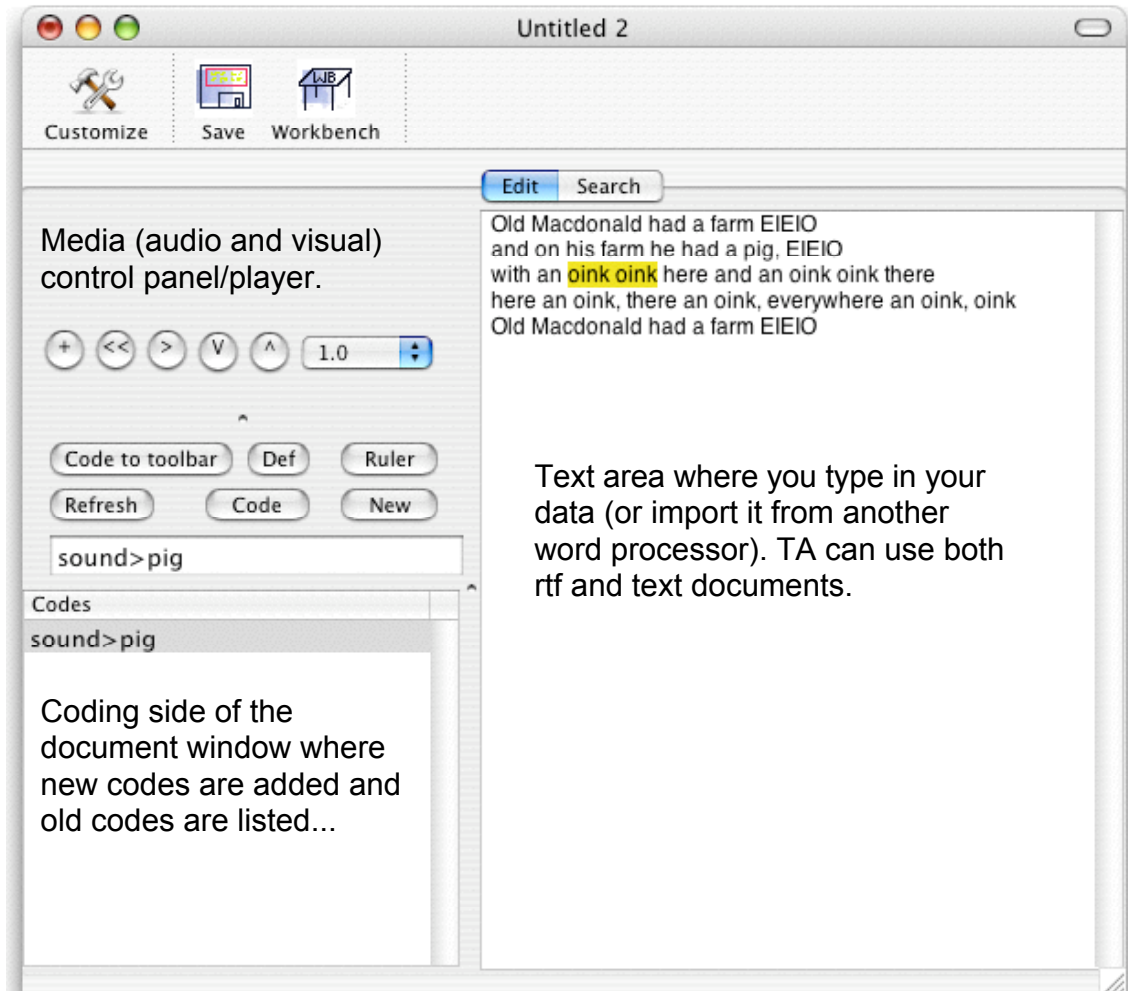 Untitled 2
WB
Customize
Save
Workbench
Edit
Search
Media (audio and visual)
control panel/player.
+
<<
>
V
^
1.0
^
Code to toolbar
Def
Ruler
Refresh
Code
New
sound>pig
Codes
sound>pig
Coding side of the
document window where
new codes are added and
old codes are listed...
Old Macdonald had a farm EIEIO
and on his farm he had a pig, EIEIO
with an oink oink here and an oink oink there
here an oink, there an oink, everywhere an oink, oink
Old Macdonald had a farm EIEIO
Text area where you type in your
data (or import it from another
word processor). TA can use both
rtf and text documents.